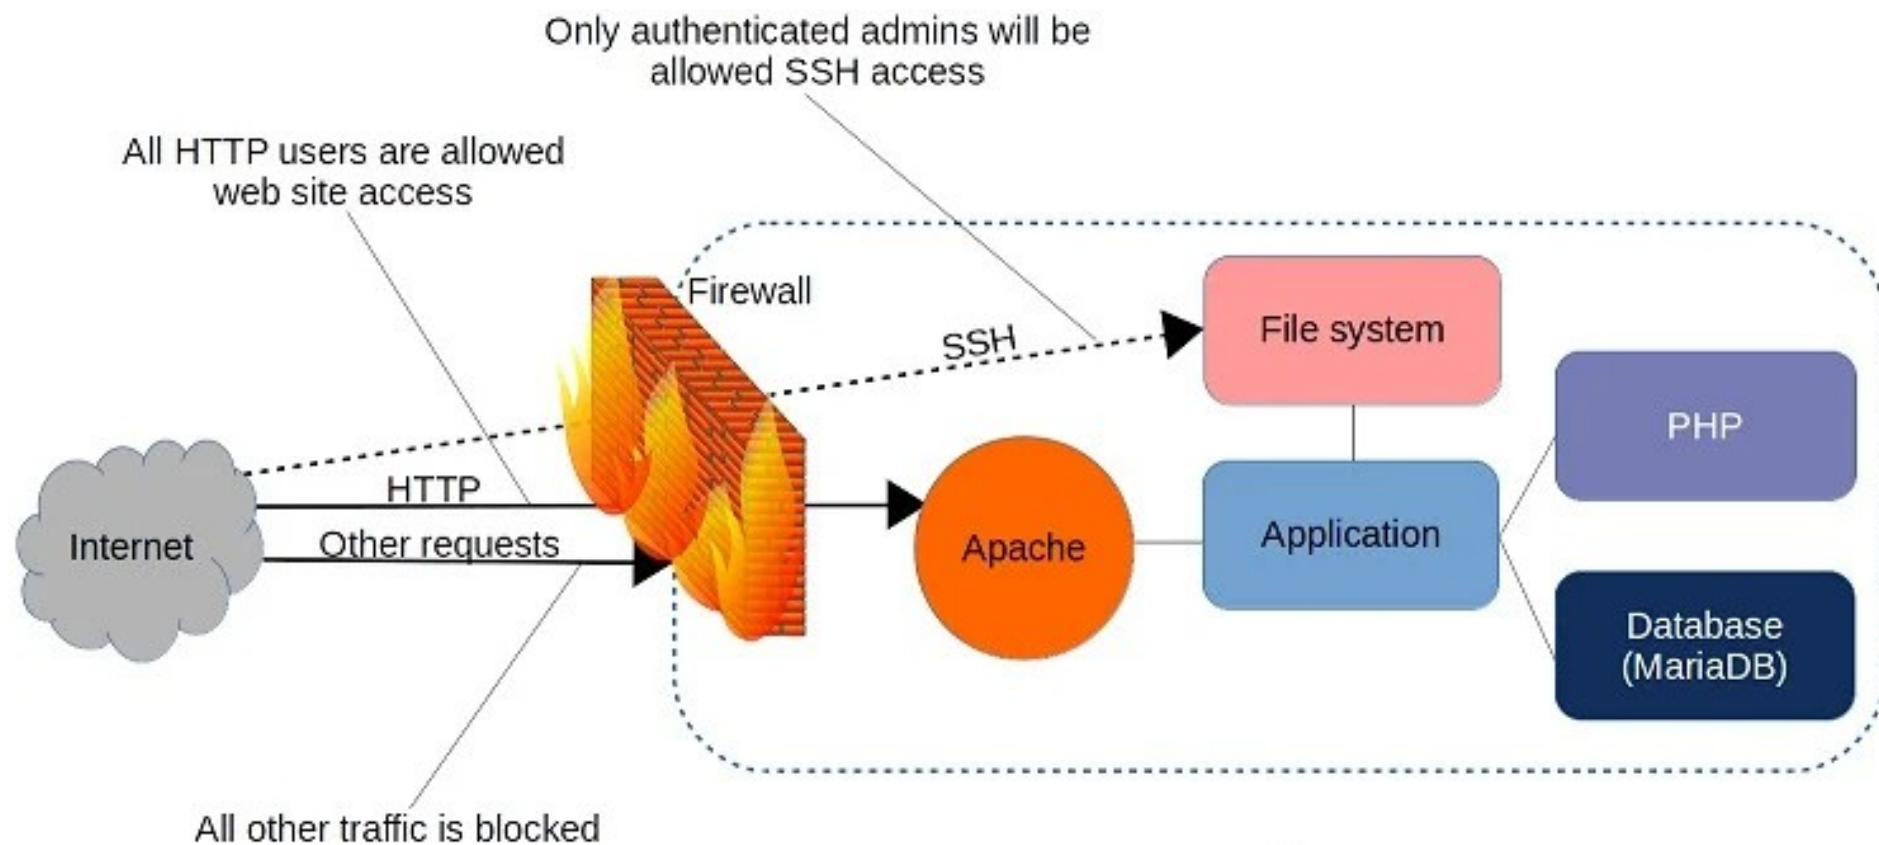 Only authenticated admins will be
allowed SSH access
All HTTP users are allowed
web site access
Firewall
SSH
File system
PHP
HTTP
Internet
Other requests
Apache
Application
Database
(MariaDB)
All other traffic is blocked